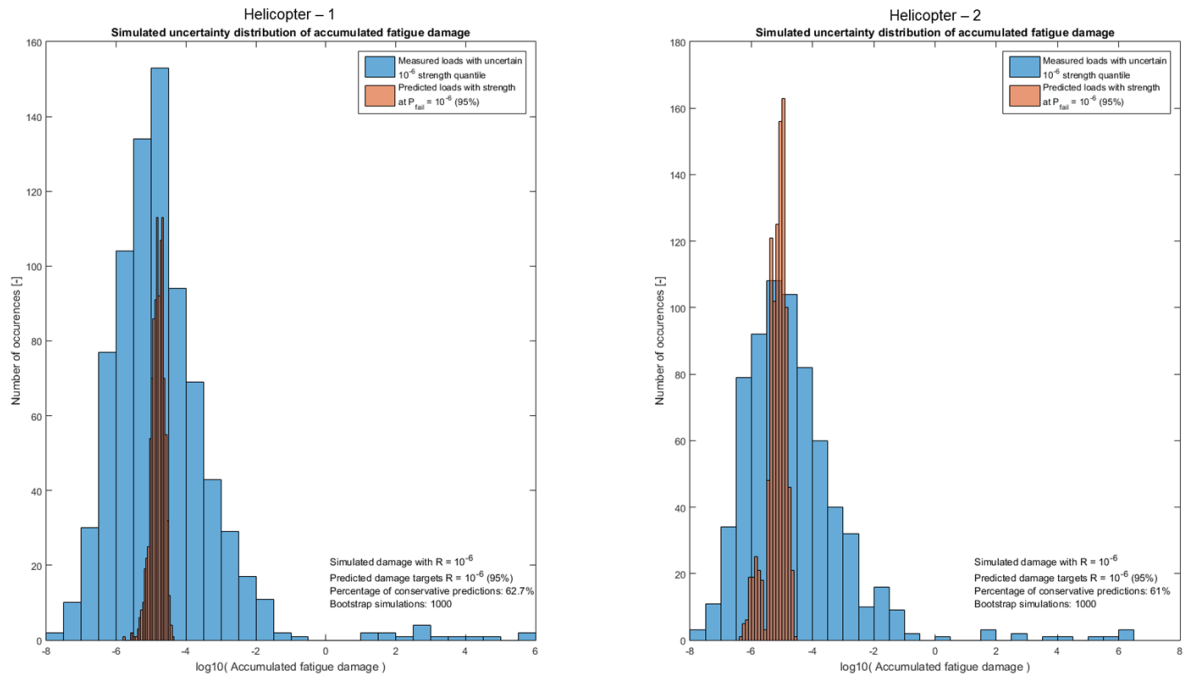 Helicopter – 1
Simulated uncertainty distribution of accumulated fatigue damage
160
140
120
100
80
60
40
20
0
Number of occurences [-]
-8
-6
-4
-2
0
2
4
6
log10( Accumulated fatigue damage )
Measured loads with uncertain
10^-6 strength quantile
Predicted loads with strength
at P_fail = 10^-6 (95%)
Simulated damage with R = 10^-6
Predicted damage targets R = 10^-6 (95%)
Percentage of conservative predictions: 62.7%
Bootstrap simulations: 1000
Helicopter – 2
Simulated uncertainty distribution of accumulated fatigue damage
180
160
140
120
100
80
60
40
20
0
Number of occurences [-]
-8
-6
-4
-2
0
2
4
6
8
log10( Accumulated fatigue damage )
Measured loads with uncertain
10^-6 strength quantile
Predicted loads with strength
at P_fail = 10^-6 (95%)
Simulated damage with R = 10^-6
Predicted damage targets R = 10^-6 (95%)
Percentage of conservative predictions: 61%
Bootstrap simulations: 1000